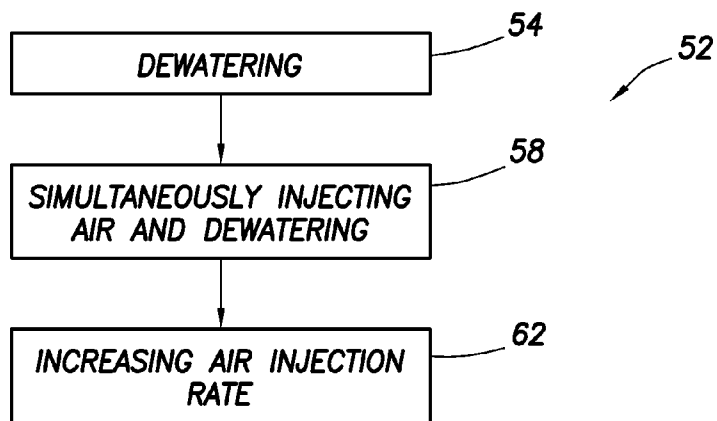 54
52
DEWATERING
58
SIMULTANEOUSLY INJECTING
AIR AND DEWATERING
62
INCREASING AIR INJECTION
RATE